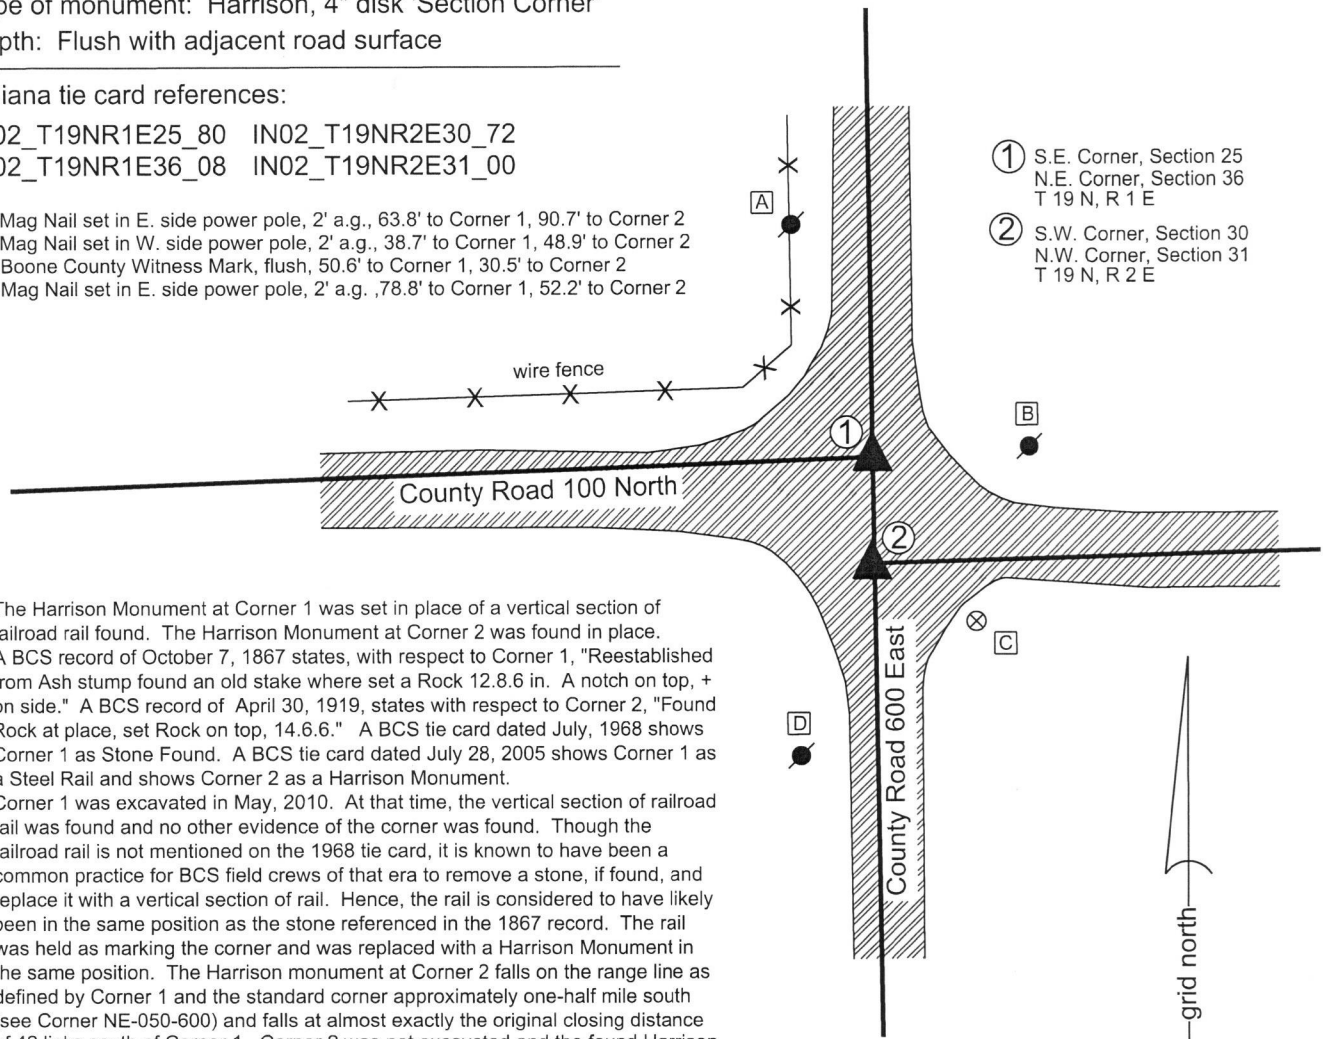 pe of monument: Harrison, 4" disk "Section Corner"
pth: Flush with adjacent road surface
iana tie card references:
02_T19NR1E25_80 IN02_T19NR2E30_72
02_T19NR1E36_08 IN02_T19NR2E31_00
Mag Nail set in E. side power pole, 2' a.g., 63.8' to Corner 1, 90.7' to Corner 2
Mag Nail set in W. side power pole, 2' a.g., 38.7' to Corner 1, 48.9' to Corner 2
Boone County Witness Mark, flush, 50.6' to Corner 1, 30.5' to Corner 2
Mag Nail set in E. side power pole, 2' a.g. ,78.8' to Corner 1, 52.2' to Corner 2
1 S.E. Corner, Section 25
N.E. Corner, Section 36
T 19 N, R 1 E
2 S.W. Corner, Section 30
N.W. Corner, Section 31
T 19 N, R 2 E
A
wire fence
B
1
County Road 100 North
2
C
D
County Road 600 East
grid north
The Harrison Monument at Corner 1 was set in place of a vertical section of
railroad rail found. The Harrison Monument at Corner 2 was found in place.
A BCS record of October 7, 1867 states, with respect to Corner 1, "Reestablished
from Ash stump found an old stake where set a Rock 12.8.6 in. A notch on top, +
on side." A BCS record of April 30, 1919, states with respect to Corner 2, "Found
Rock at place, set Rock on top, 14.6.6." A BCS tie card dated July, 1968 shows
Corner 1 as Stone Found. A BCS tie card dated July 28, 2005 shows Corner 1 as
a Steel Rail and shows Corner 2 as a Harrison Monument.
Corner 1 was excavated in May, 2010. At that time, the vertical section of railroad
rail was found and no other evidence of the corner was found. Though the
railroad rail is not mentioned on the 1968 tie card, it is known to have been a
common practice for BCS field crews of that era to remove a stone, if found, and
replace it with a vertical section of rail. Hence, the rail is considered to have likely
been in the same position as the stone referenced in the 1867 record. The rail
was held as marking the corner and was replaced with a Harrison Monument in
the same position. The Harrison monument at Corner 2 falls on the range line as
defined by Corner 1 and the standard corner approximately one-half mile south
(see Corner NE-050-600) and falls at almost exactly the original closing distance